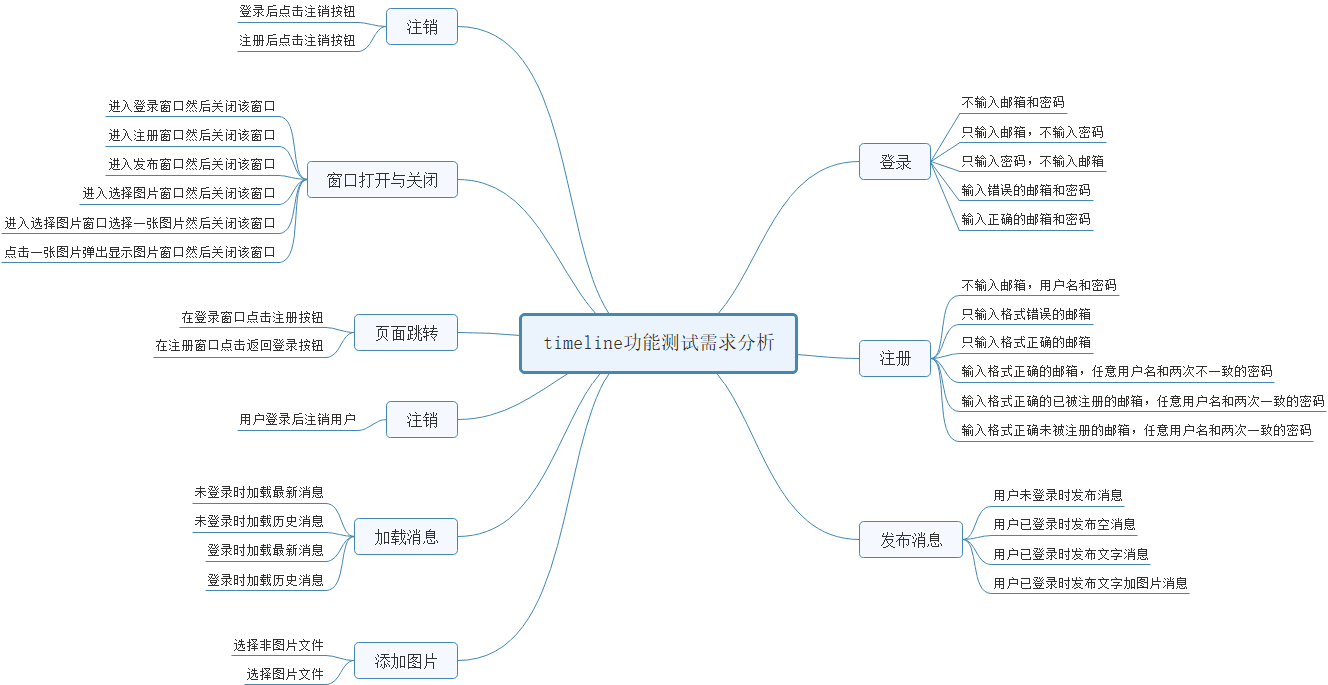 timeline功能测试需求分析
登录
不输入邮箱和密码
只输入邮箱，不输入密码
只输入密码，不输入邮箱
输入错误的邮箱和密码
输入正确的邮箱和密码
注册
不输入邮箱，用户名和密码
只输入格式错误的邮箱
只输入格式正确的邮箱
输入格式正确的邮箱，任意用户名和两次不一致的密码
输入格式正确的已被注册的邮箱，任意用户名和两次一致的密码
输入格式正确未被注册的邮箱，任意用户名和两次一致的密码
发布消息
用户未登录时发布消息
用户已登录时发布空消息
用户已登录时发布文字消息
用户已登录时发布文字加图片消息
注销
登录后点击注销按钮
注册后点击注销按钮
窗口打开与关闭
进入登录窗口然后关闭该窗口
进入注册窗口然后关闭该窗口
进入发布窗口然后关闭该窗口
进入选择图片窗口然后关闭该窗口
进入选择图片窗口选择一张图片然后关闭该窗口
点击一张图片弹出显示图片窗口然后关闭该窗口
页面跳转
在登录窗口点击注册按钮
在注册窗口点击返回登录按钮
注销
用户登录后注销用户
加载消息
未登录时加载最新消息
未登录时加载历史消息
登录时加载最新消息
登录时加载历史消息
添加图片
选择非图片文件
选择图片文件